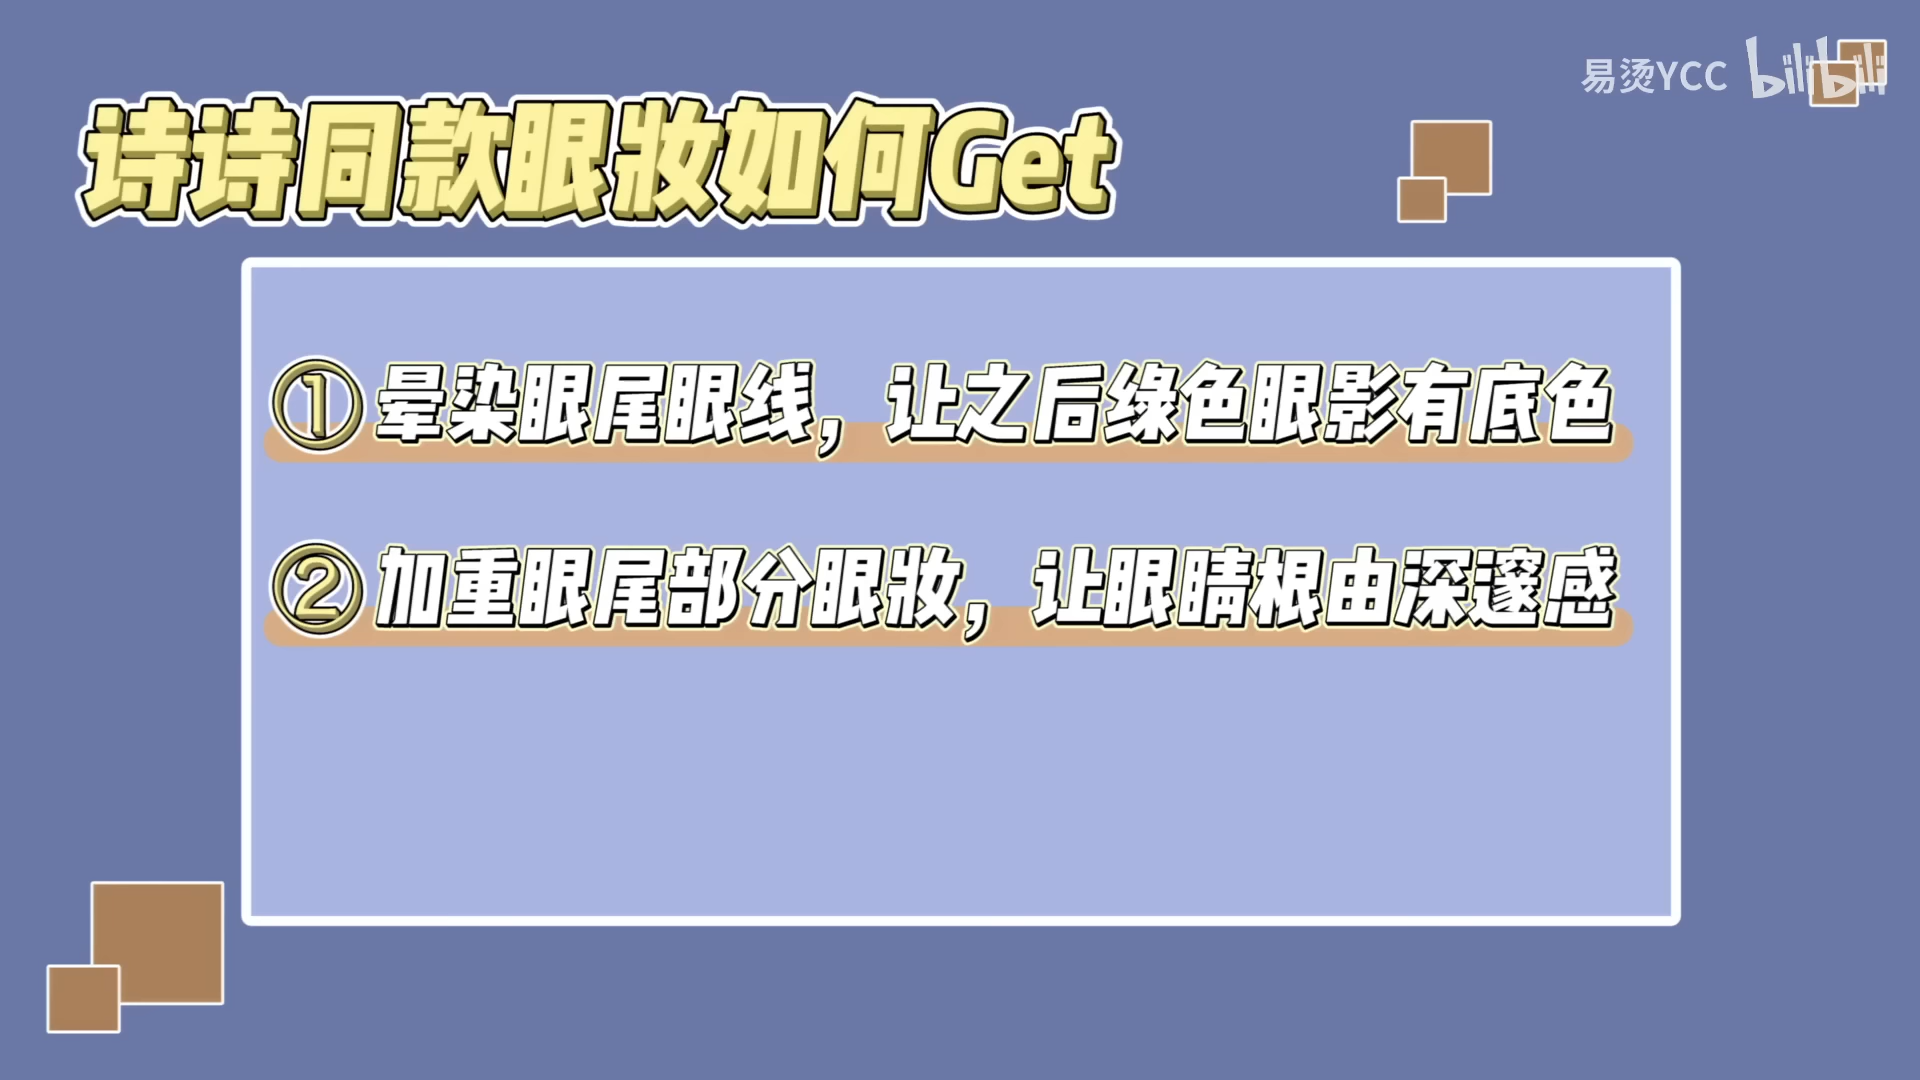 易烫YCC bilibili
诗诗同款眼妆如何Get
① 晕染眼尾眼线，让之后绿色眼影有底色
② 加重眼尾部分眼妝，让眼睛根由深邃感